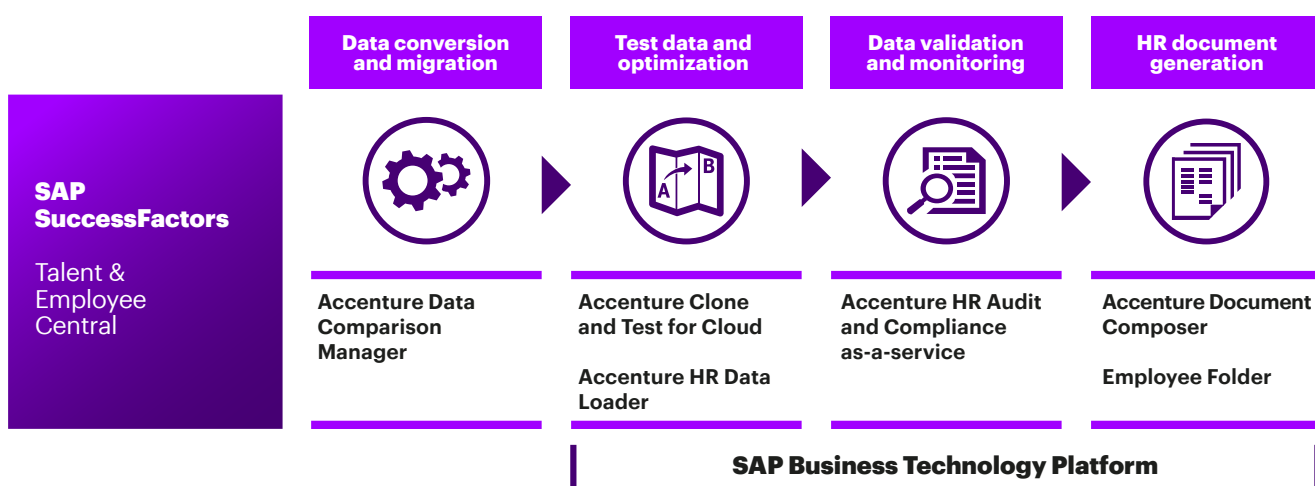 SAP
SuccessFactors
Talent &
Employee
Central
Data conversion
and migration
Accenture Data
Comparison
Manager
Test data and
optimization
A
B
Accenture Clone
and Test for Cloud
Accenture HR Data
Loader
Data validation
and monitoring
Accenture HR Audit
and Compliance
as-a-service
HR document
generation
Accenture Document
Composer
Employee Folder
SAP Business Technology Platform